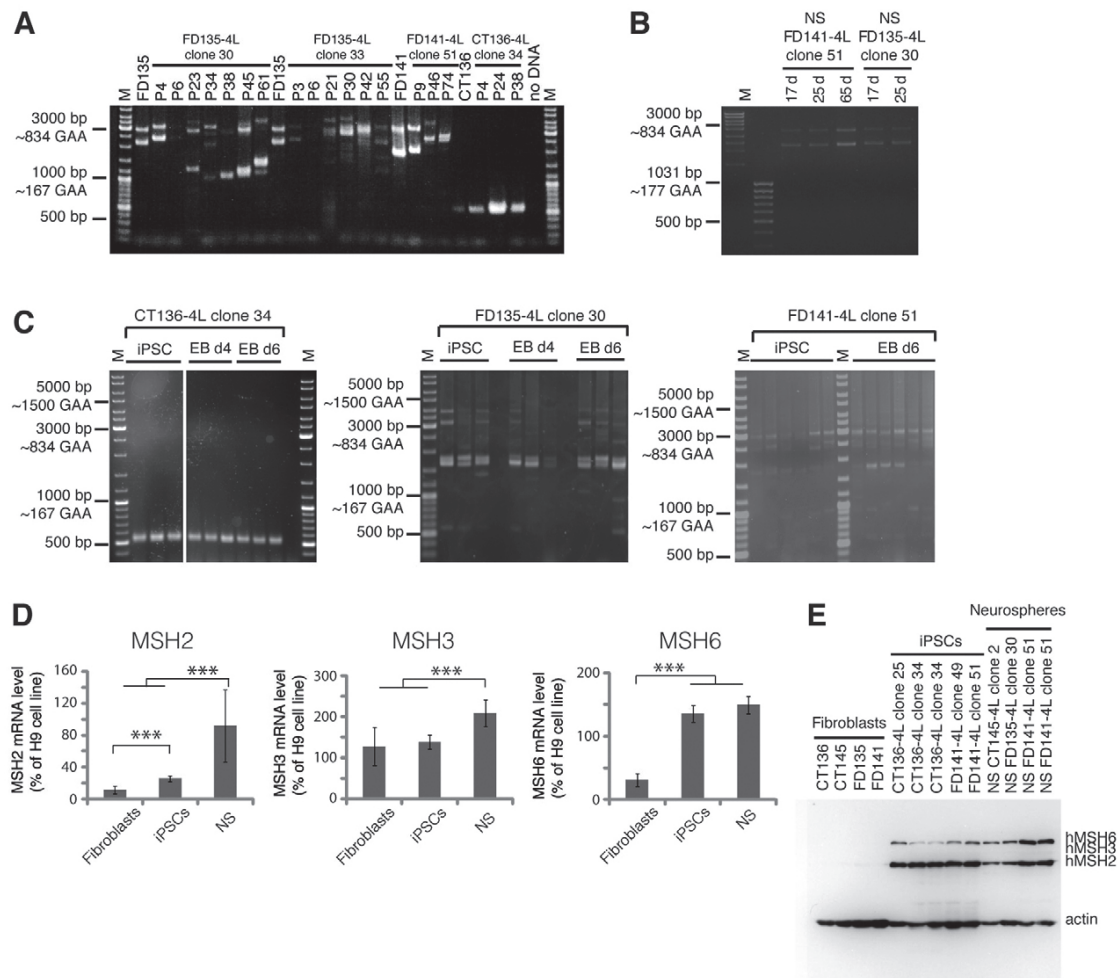 A
FD135-4L
clone 30
FD135-4L
clone 33
FD141-4L
clone 51
CT136-4L
clone 34
M
FD135
P4
P6
P23
P34
P38
P45
P61
FD135
P3
P6
P21
P30
P42
P55
FD141
P9
P46
P74
CT136
P4
P24
P38
no DNA
M
3000 bp
~834 GAA
1000 bp
~167 GAA
500 bp
B
NS
FD141-4L
clone 51
NS
FD135-4L
clone 30
M
17 d
25 d
65 d
17 d
25 d
3000 bp
~834 GAA
1031 bp
~177 GAA
500 bp
C
CT136-4L clone 34
M
iPSC
EB d4
EB d6
M
5000 bp
~1500 GAA
3000 bp
~834 GAA
1000 bp
~167 GAA
500 bp
FD135-4L clone 30
M
iPSC
EB d4
EB d6
5000 bp
~1500 GAA
3000 bp
~834 GAA
1000 bp
~167 GAA
500 bp
FD141-4L clone 51
M
iPSC
M
EB d6
5000 bp
~1500 GAA
3000 bp
~834 GAA
1000 bp
~167 GAA
500 bp
D
MSH2
MSH2 mRNA level
(% of H9 cell line)
160
120
80
40
0
***
***
Fibroblasts
iPSCs
NS
MSH3
MSH3 mRNA level
(% of H9 cell line)
300
200
100
0
***
Fibroblasts
iPSCs
NS
MSH6
MSH6 mRNA level
(% of H9 cell line)
200
100
0
***
Fibroblasts
iPSCs
NS
E
Neurospheres
iPSCs
Fibroblasts
CT136
CT145
FD135
FD141
CT136-4L clone 25
CT136-4L clone 34
CT136-4L clone 34
FD141-4L clone 49
FD141-4L clone 51
NS CT145-4L clone 2
NS FD135-4L clone 30
NS FD141-4L clone 51
NS FD141-4L clone 51
hMSH6
hMSH3
hMSH2
actin